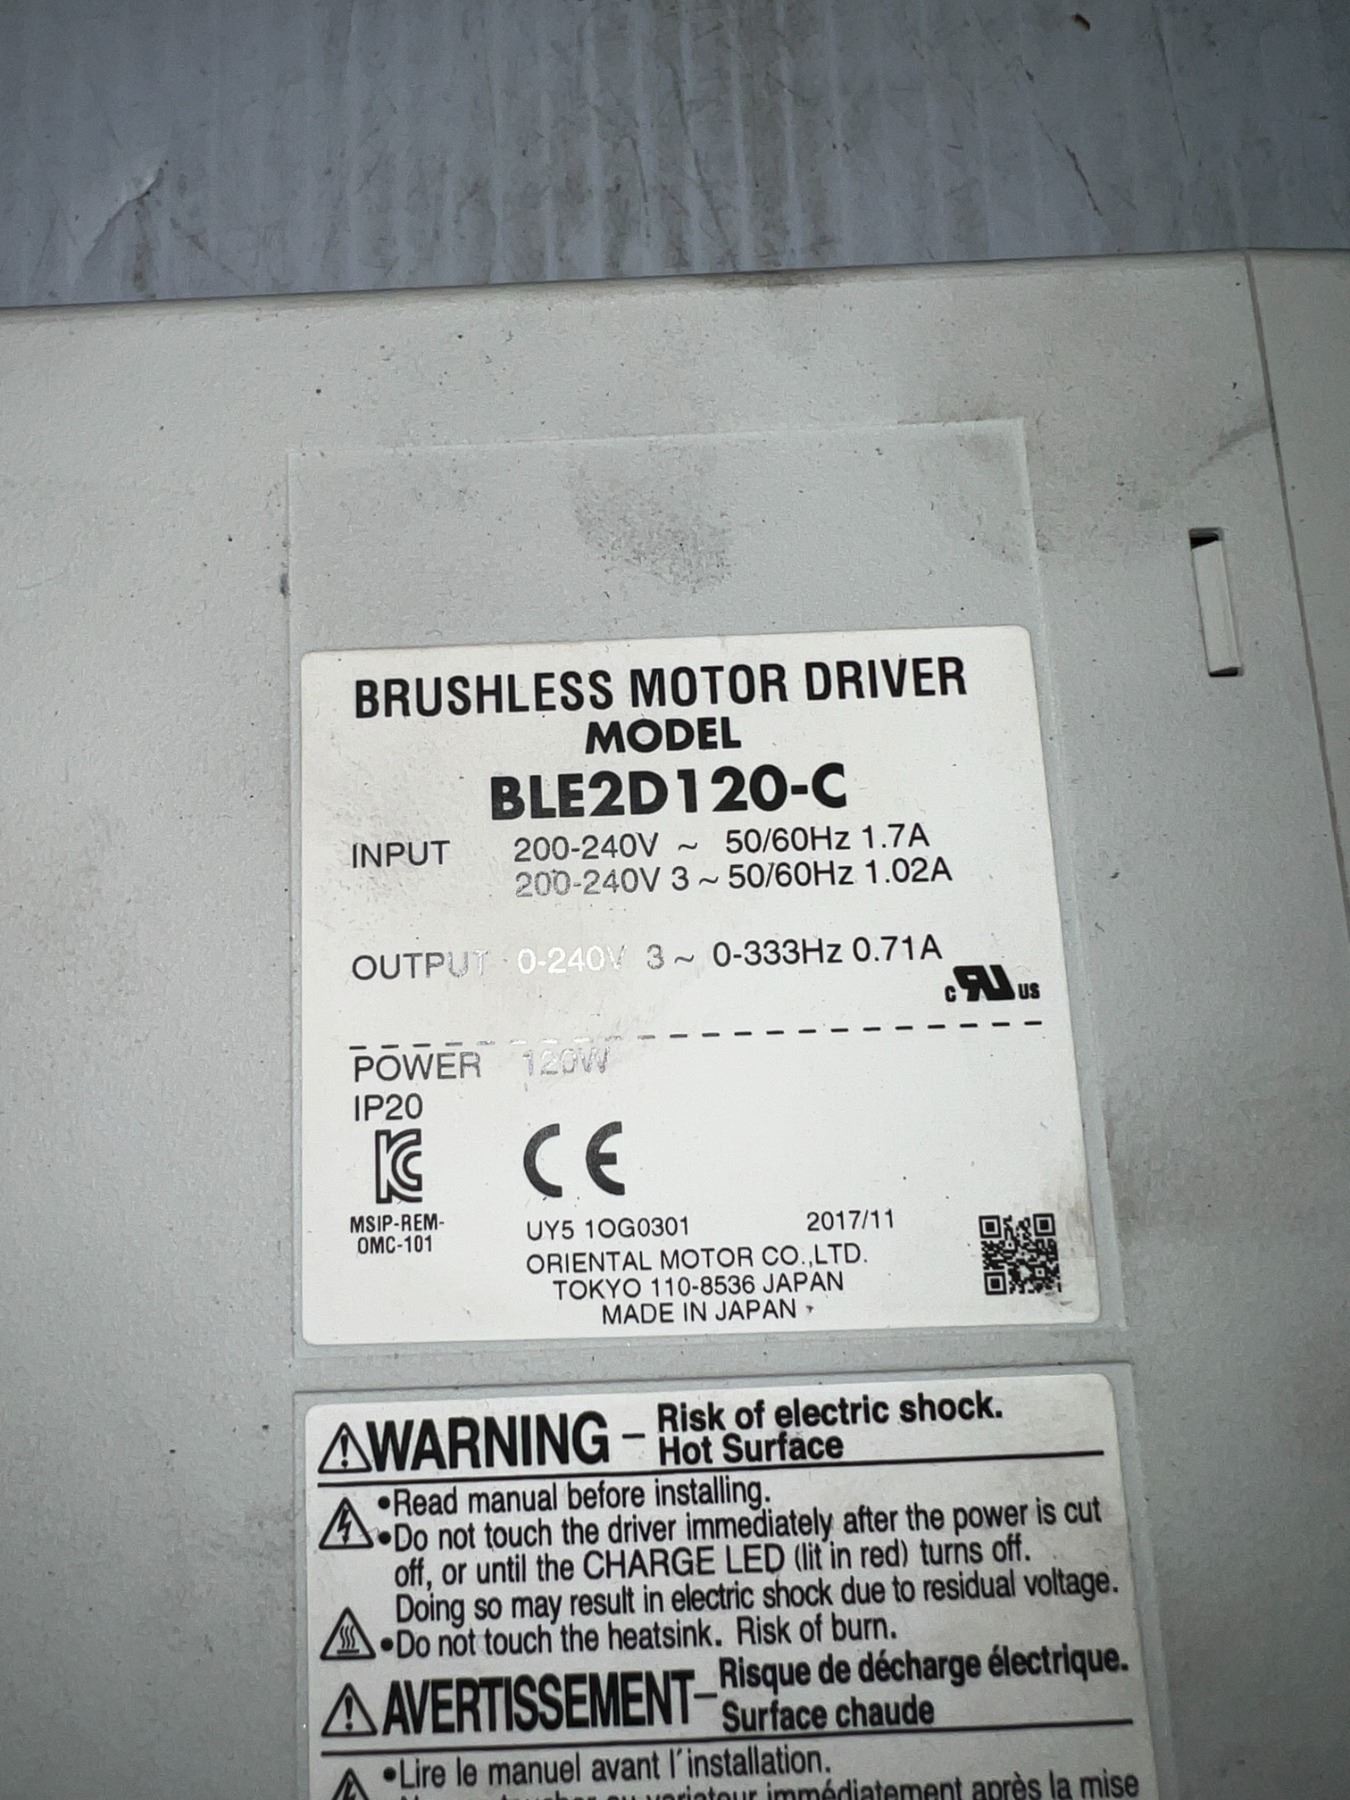 BRUSHLESS MOTOR DRIVER
MODEL
BLE2D120-C
INPUT 200-240V ~ 50/60Hz 1.7A
200-240V 3~ 50/60Hz 1.02A
OUTPUT 0-240V 3~ 0-333Hz 0.71A
c RU US
POWER 120W
IP20
KC
CE
MSIP-REM-
OMC-101
UY5 1OG0301 2017/11
ORIENTAL MOTOR CO.,LTD.
TOKYO 110-8536 JAPAN
MADE IN JAPAN
WARNING – Risk of electric shock.
Hot Surface
•Read manual before installing.
•Do not touch the driver immediately after the power is cut
off, or until the CHARGE LED (lit in red) turns off.
Doing so may result in electric shock due to residual voltage.
•Do not touch the heatsink. Risk of burn.
AVERTISSEMENT – Risque de décharge électrique.
Surface chaude
•Lire le manuel avant l'installation.
immédiatement après la mise